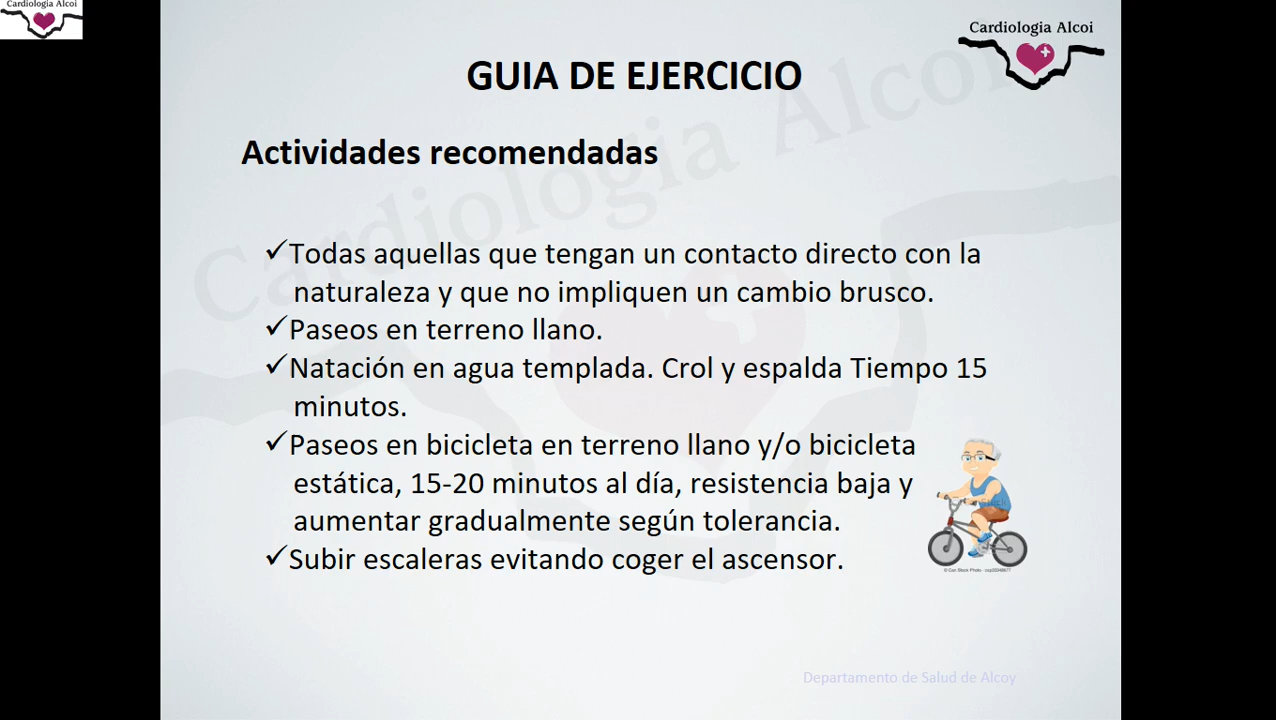 Cardiologia Alcoi
Cardiologia Alcoi
GUIA DE EJERCICIO
Actividades recomendadas
✓Todas aquellas que tengan un contacto directo con la
naturaleza y que no impliquen un cambio brusco.
✓Paseos en terreno llano.
✓Natación en agua templada. Crol y espalda Tiempo 15
minutos.
✓Paseos en bicicleta en terreno llano y/o bicicleta
estática, 15-20 minutos al día, resistencia baja y
aumentar gradualmente según tolerancia.
✓Subir escaleras evitando coger el ascensor.
Cardiologia Alcoi
Departamento de Salud de Alcoy